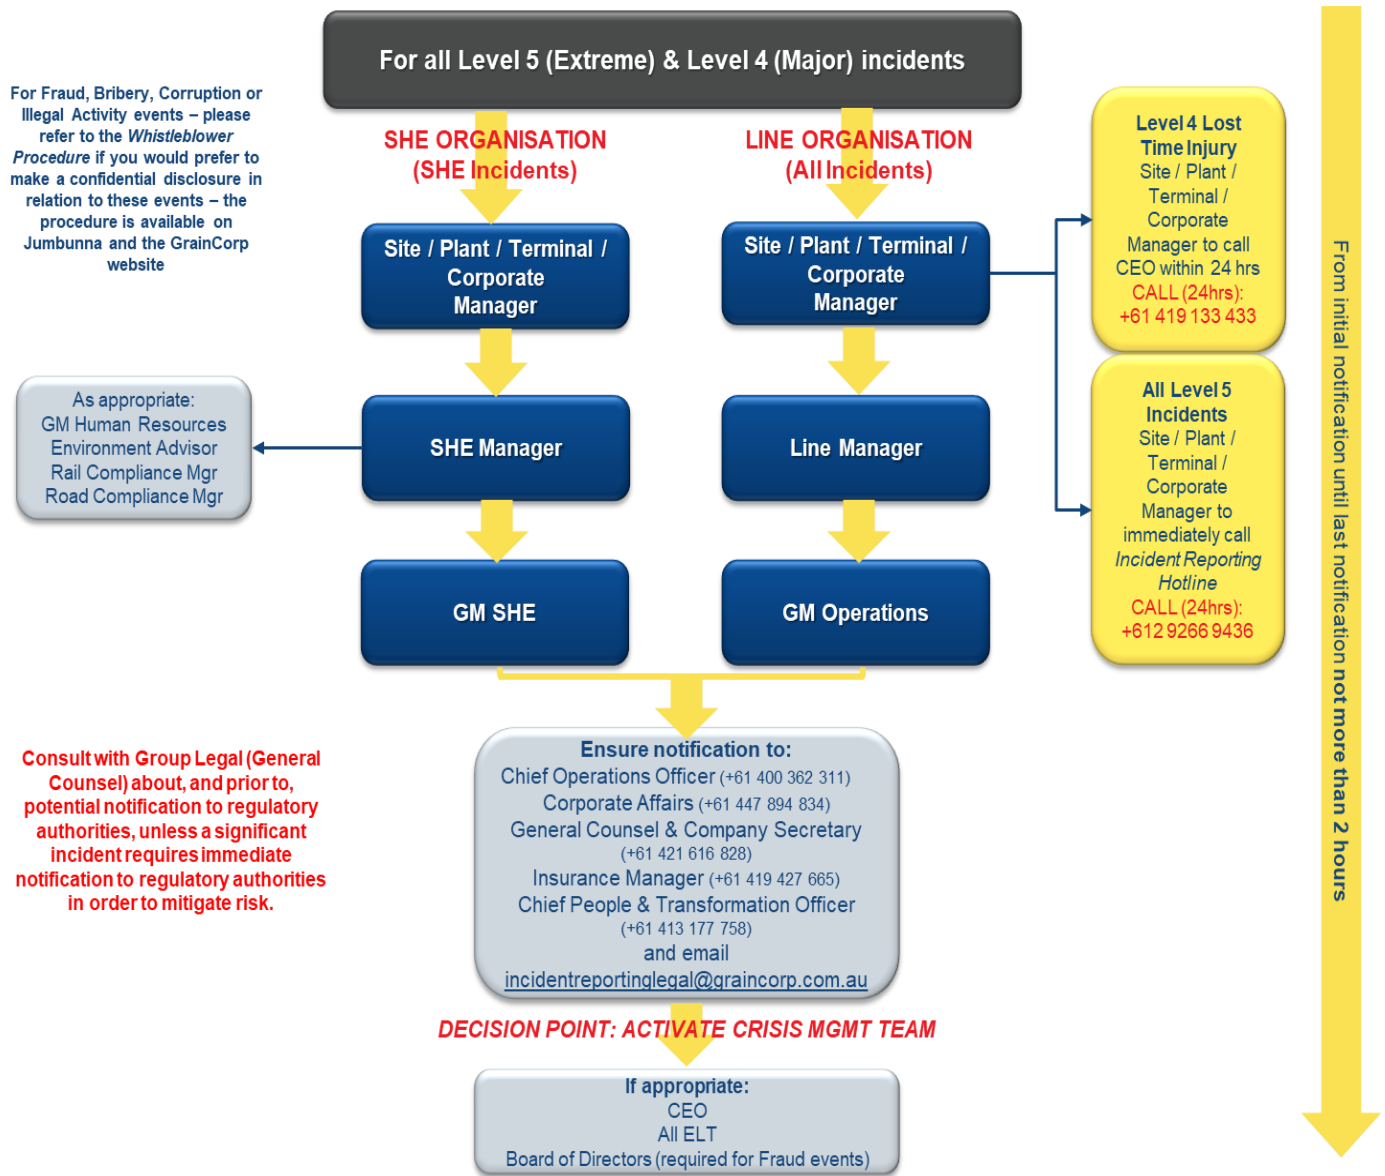 For all Level 5 (Extreme) & Level 4 (Major) incidents
For Fraud, Bribery, Corruption or
Illegal Activity events – please
refer to the Whistleblower
Procedure if you would prefer to
make a confidential disclosure in
relation to these events – the
procedure is available on
Jumbunna and the GrainCorp
website
SHE ORGANISATION
(SHE Incidents)
LINE ORGANISATION
(All Incidents)
Site / Plant / Terminal /
Corporate
Manager
Site / Plant / Terminal /
Corporate
Manager
Level 4 Lost
Time Injury
Site / Plant /
Terminal /
Corporate
Manager to call
CEO within 24 hrs
CALL (24hrs):
+61 419 133 433
As appropriate:
GM Human Resources
Environment Advisor
Rail Compliance Mgr
Road Compliance Mgr
SHE Manager
Line Manager
All Level 5
Incidents
Site / Plant /
Terminal /
Corporate
Manager to
immediately call
Incident Reporting
Hotline
CALL (24hrs):
+612 9266 9436
GM SHE
GM Operations
From initial notification until last notification not more than 2 hours
Consult with Group Legal (General
Counsel) about, and prior to,
potential notification to regulatory
authorities, unless a significant
incident requires immediate
notification to regulatory authorities
in order to mitigate risk.
Ensure notification to:
Chief Operations Officer (+61 400 362 311)
Corporate Affairs (+61 447 894 834)
General Counsel & Company Secretary
(+61 421 616 828)
Insurance Manager (+61 419 427 665)
Chief People & Transformation Officer
(+61 413 177 758)
and email
incidentreportinglegal@graincorp.com.au
DECISION POINT: ACTIVATE CRISIS MGMT TEAM
If appropriate:
CEO
All ELT
Board of Directors (required for Fraud events)